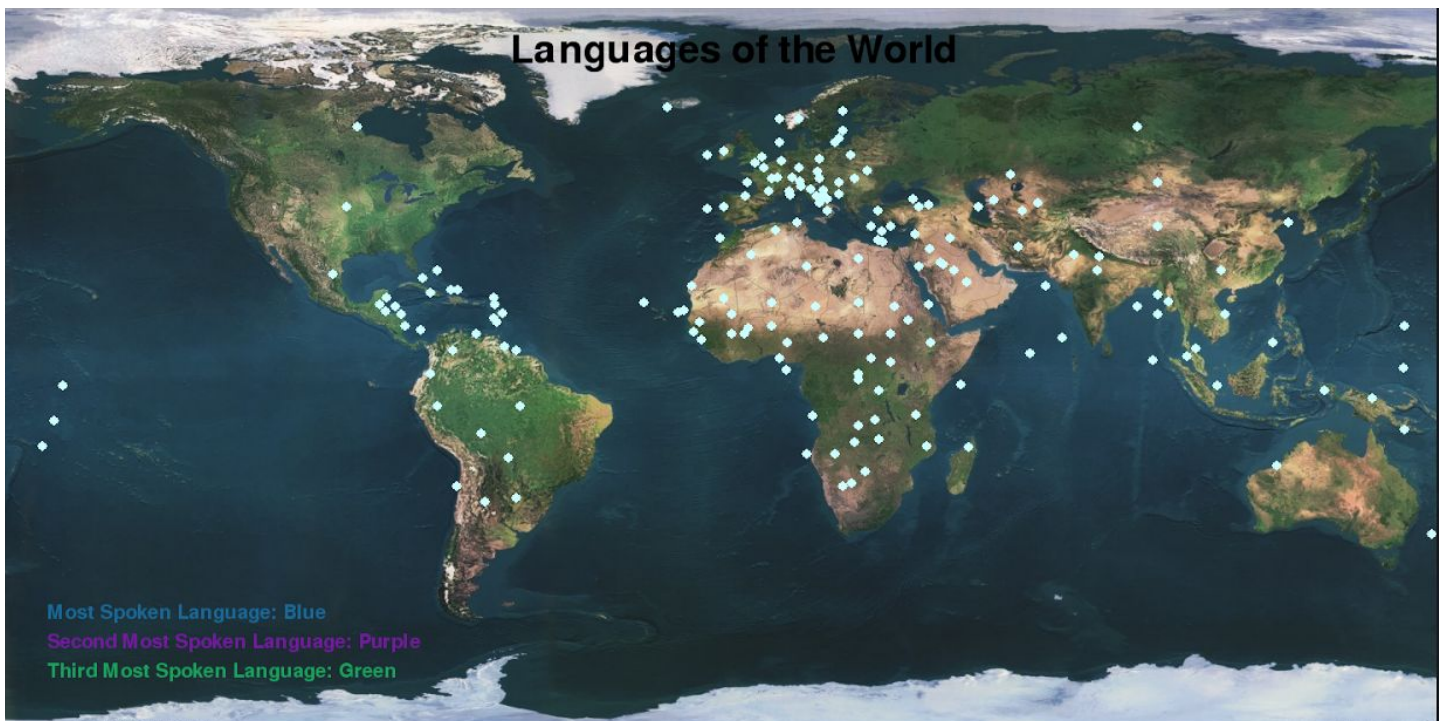 Languages of the World
Most Spoken Language: Blue
Second Most Spoken Language: Purple
Third Most Spoken Language: Green